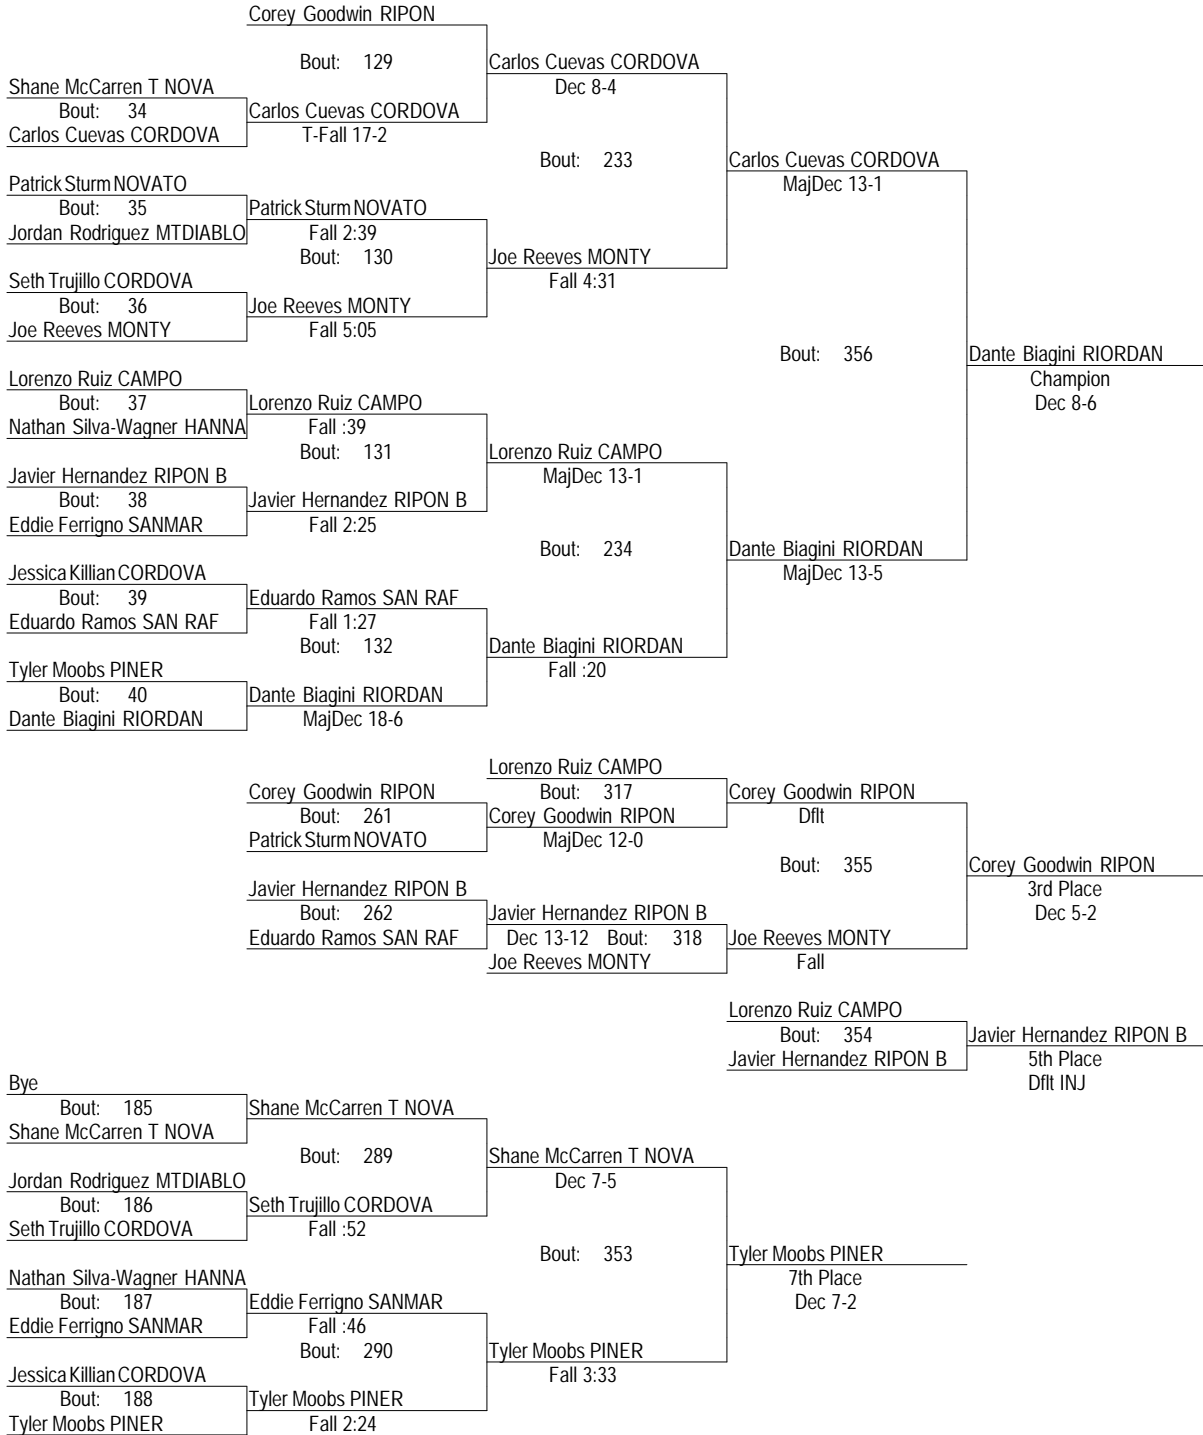 Corey Goodwin RIPON
Bout: 129
Carlos Cuevas CORDOVA
Dec 8-4
Shane McCarren T NOVA
Bout: 34
Carlos Cuevas CORDOVA
Carlos Cuevas CORDOVA
T-Fall 17-2
Bout: 233
Carlos Cuevas CORDOVA
MajDec 13-1
Patrick Sturm NOVATO
Bout: 35
Jordan Rodriguez MTDIABLO
Patrick Sturm NOVATO
Fall 2:39
Bout: 130
Joe Reeves MONTY
Fall 4:31
Seth Trujillo CORDOVA
Bout: 36
Joe Reeves MONTY
Joe Reeves MONTY
Fall 5:05
Bout: 356
Dante Biagini RIORDAN
Champion
Dec 8-6
Lorenzo Ruiz CAMPO
Bout: 37
Nathan Silva-Wagner HANNA
Lorenzo Ruiz CAMPO
Fall :39
Bout: 131
Lorenzo Ruiz CAMPO
MajDec 13-1
Javier Hernandez RIPON B
Bout: 38
Eddie Ferrigno SANMAR
Javier Hernandez RIPON B
Fall 2:25
Bout: 234
Dante Biagini RIORDAN
MajDec 13-5
Jessica Killian CORDOVA
Bout: 39
Eduardo Ramos SAN RAF
Eduardo Ramos SAN RAF
Fall 1:27
Bout: 132
Dante Biagini RIORDAN
Fall :20
Tyler Moobs PINER
Bout: 40
Dante Biagini RIORDAN
Dante Biagini RIORDAN
MajDec 18-6
Lorenzo Ruiz CAMPO
Bout: 317
Corey Goodwin RIPON
Dflt
Corey Goodwin RIPON
Bout: 261
Patrick Sturm NOVATO
Corey Goodwin RIPON
MajDec 12-0
Bout: 355
Corey Goodwin RIPON
3rd Place
Dec 5-2
Javier Hernandez RIPON B
Bout: 262
Eduardo Ramos SAN RAF
Javier Hernandez RIPON B
Dec 13-12 Bout: 318
Joe Reeves MONTY
Joe Reeves MONTY
Fall
Lorenzo Ruiz CAMPO
Bout: 354
Javier Hernandez RIPON B
Javier Hernandez RIPON B
5th Place
Dflt INJ
Bye
Bout: 185
Shane McCarren T NOVA
Shane McCarren T NOVA
Bout: 289
Shane McCarren T NOVA
Dec 7-5
Jordan Rodriguez MTDIABLO
Bout: 186
Seth Trujillo CORDOVA
Seth Trujillo CORDOVA
Fall :52
Bout: 353
Tyler Moobs PINER
7th Place
Dec 7-2
Nathan Silva-Wagner HANNA
Bout: 187
Eddie Ferrigno SANMAR
Eddie Ferrigno SANMAR
Fall :46
Bout: 290
Tyler Moobs PINER
Fall 3:33
Jessica Killian CORDOVA
Bout: 188
Tyler Moobs PINER
Tyler Moobs PINER
Fall 2:24